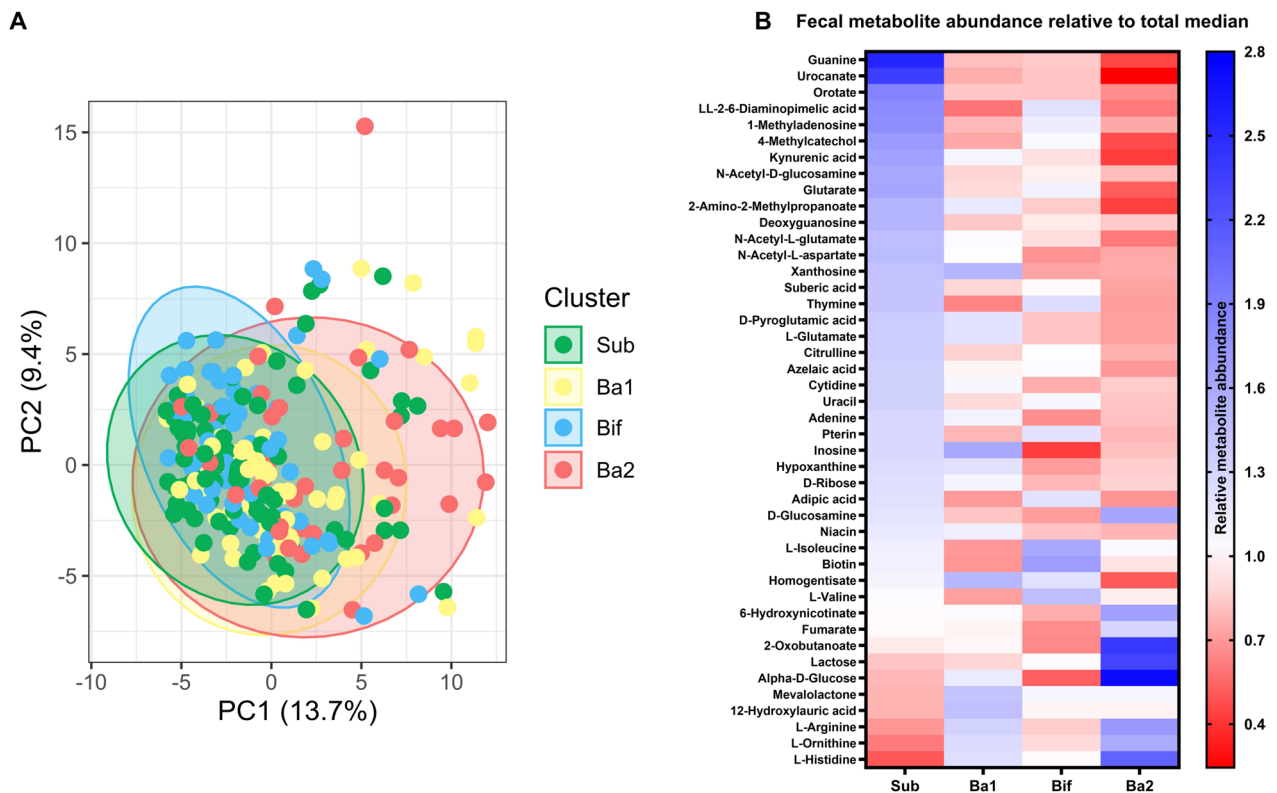 A
PC2 (9.4%)
15
10
5
0
-5
-10
-5
0
5
10
PC1 (13.7%)
Cluster
Sub
Ba1
Bif
Ba2
B
Fecal metabolite abundance relative to total median
Guanine
Urocanate
Orotate
LL-2-6-Diaminopimelic acid
1-Methyladenosine
4-Methylcatechol
Kynurenic acid
N-Acetyl-D-glucosamine
Glutarate
2-Amino-2-Methylpropanoate
Deoxyguanosine
N-Acetyl-L-glutamate
N-Acetyl-L-aspartate
Xanthosine
Suberic acid
Thymine
D-Pyroglutamic acid
L-Glutamate
Citrulline
Azelaic acid
Cytidine
Uracil
Adenine
Pterin
Inosine
Hypoxanthine
D-Ribose
Adipic acid
D-Glucosamine
Niacin
L-Isoleucine
Biotin
Homogentisate
L-Valine
6-Hydroxynicotinate
Fumarate
2-Oxobutanoate
Lactose
Alpha-D-Glucose
Mevalolactone
12-Hydroxylauric acid
L-Arginine
L-Ornithine
L-Histidine
Sub
Ba1
Bif
Ba2
2.8
2.5
2.2
1.9
1.6
1.3
1.0
0.7
0.4
Relative metabolite abbundance